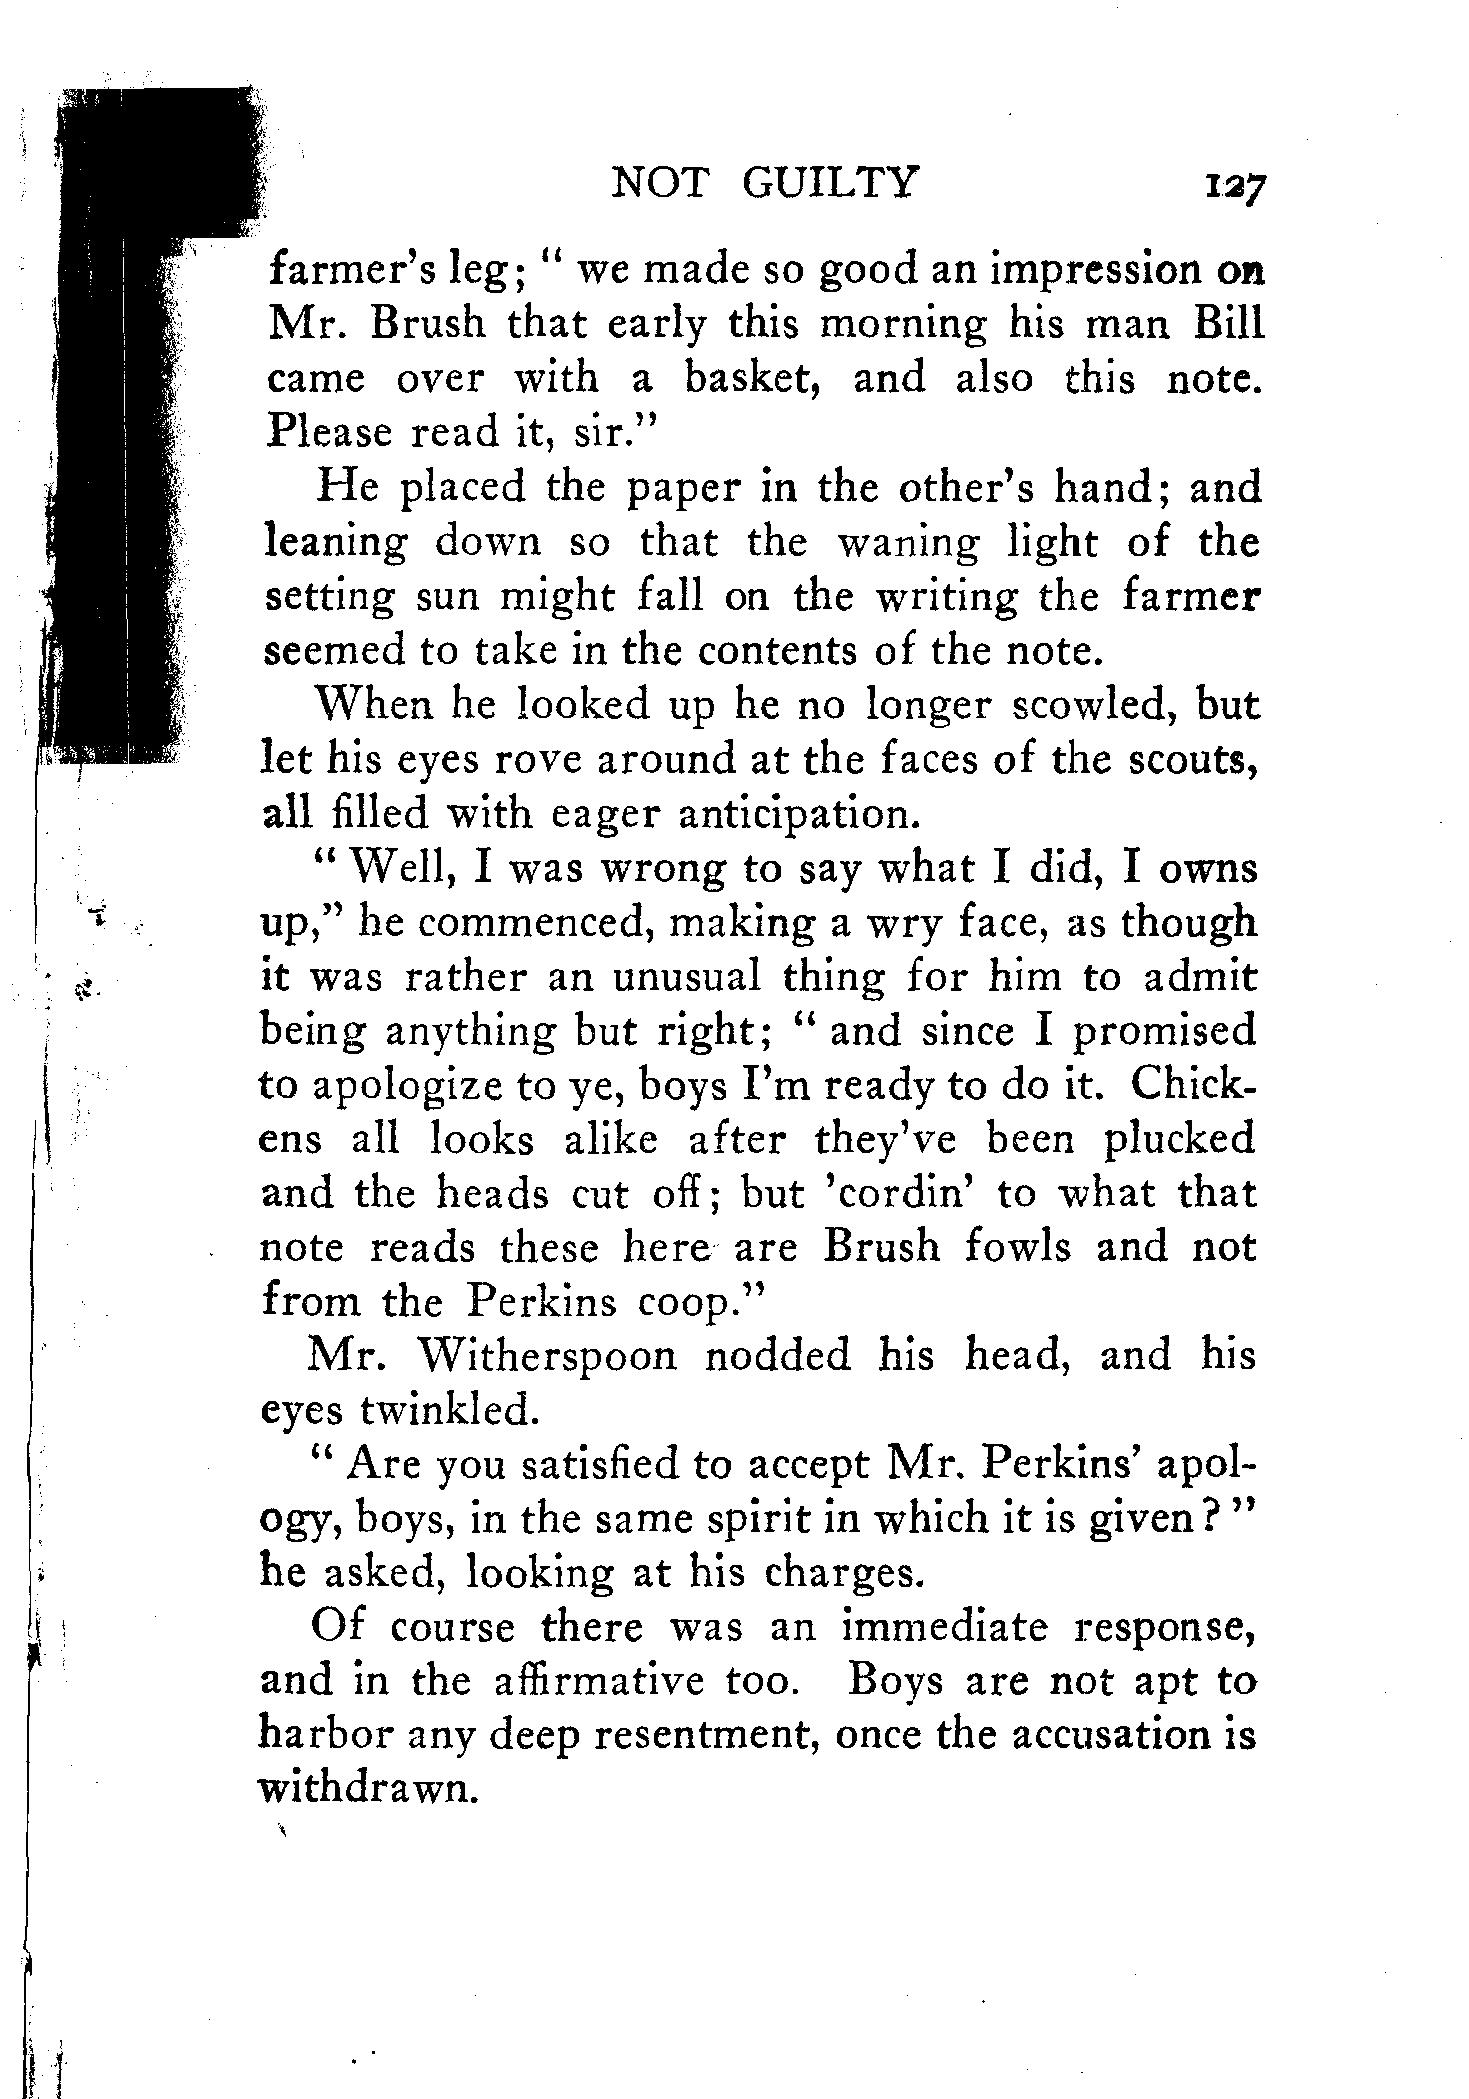 NOT GUILTY 127
farmer's leg; “ we made so good an impression on
Mr. Brush that early this morning his man Bill
came over with a basket, and also this note.
Please read it, sir.”
He placed the paper in the other's hand; and
leaning down so that the waning light of the
setting sun might fall on the writing the farmer
seemed to take in the contents of the note.
When he looked up he no longer scowled, but
let his eyes rove around at the faces of the scouts,
all filled with eager anticipation.
“ Well, I was wrong to say what I did, I owns
up,” he commenced, making a wry face, as though
it was rather an unusual thing for him to admit
being anything but right; “ and since I promised
to apologize to ye, boys I'm ready to do it. Chick-
ens all looks alike after they've been plucked
and the heads cut off; but 'cordin' to what that
note reads these here are Brush fowls and not
from the Perkins coop.”
Mr. Witherspoon nodded his head, and his
eyes twinkled.
“ Are you satisfied to accept Mr. Perkins' apol-
ogy, boys, in the same spirit in which it is given? ”
he asked, looking at his charges.
Of course there was an immediate response,
and in the affirmative too. Boys are not apt to
harbor any deep resentment, once the accusation is
withdrawn.